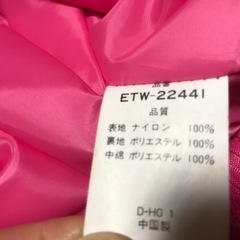 品番
ETW-22441
品質
表地 ナイロン 100%
裏地 ポリエステル 100%
中綿 ポリエステル 100%
D-HG 1
中国製